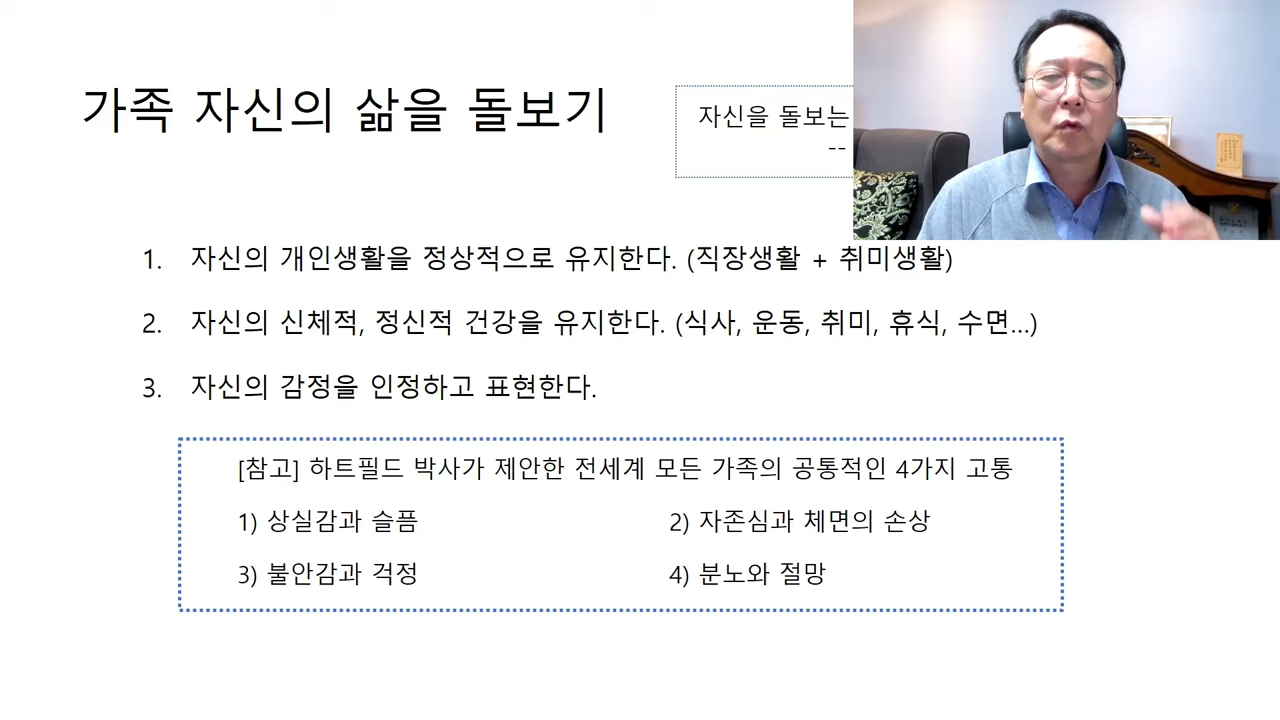 가족 자신의 삶을 돌보기
자신을 돌보는
--
1. 자신의 개인생활을 정상적으로 유지한다. (직장생활 + 취미생활)
2. 자신의 신체적, 정신적 건강을 유지한다. (식사, 운동, 취미, 휴식, 수면...)
3. 자신의 감정을 인정하고 표현한다.
[참고] 하트필드 박사가 제안한 전세계 모든 가족의 공통적인 4가지 고통
1) 상실감과 슬픔 2) 자존심과 체면의 손상
3) 불안감과 걱정 4) 분노와 절망